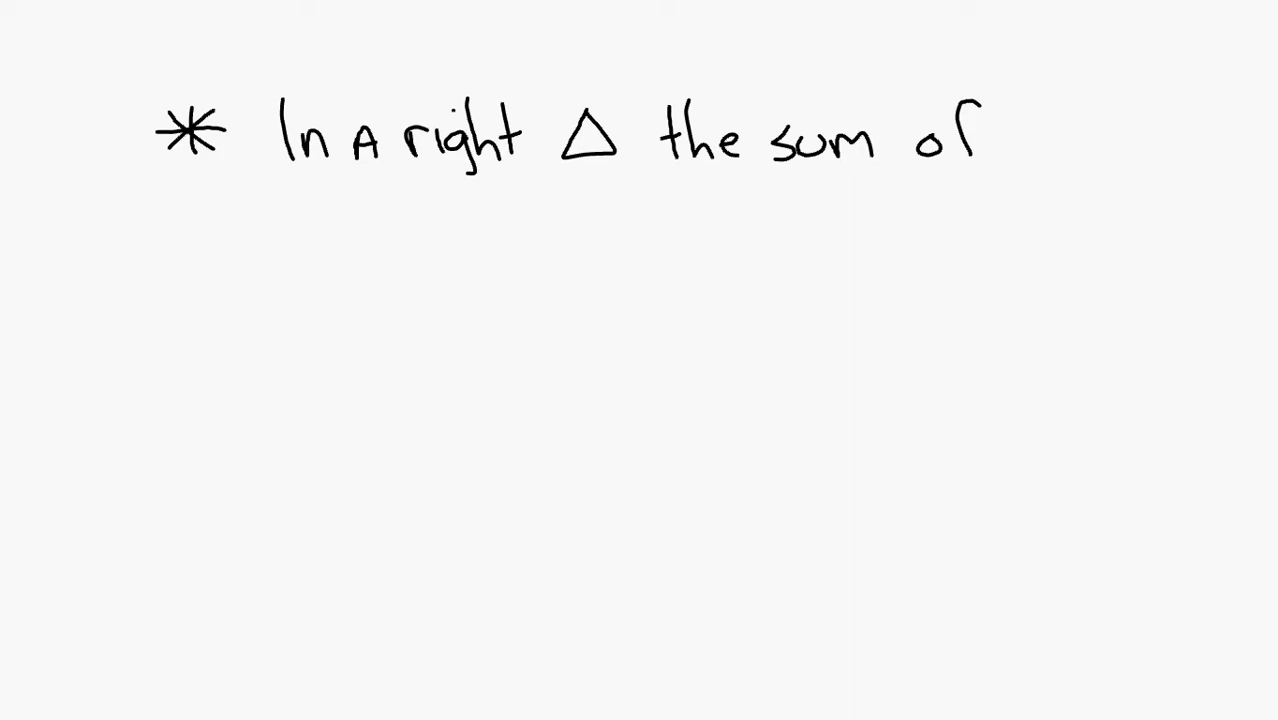 * In A right △ the sum of